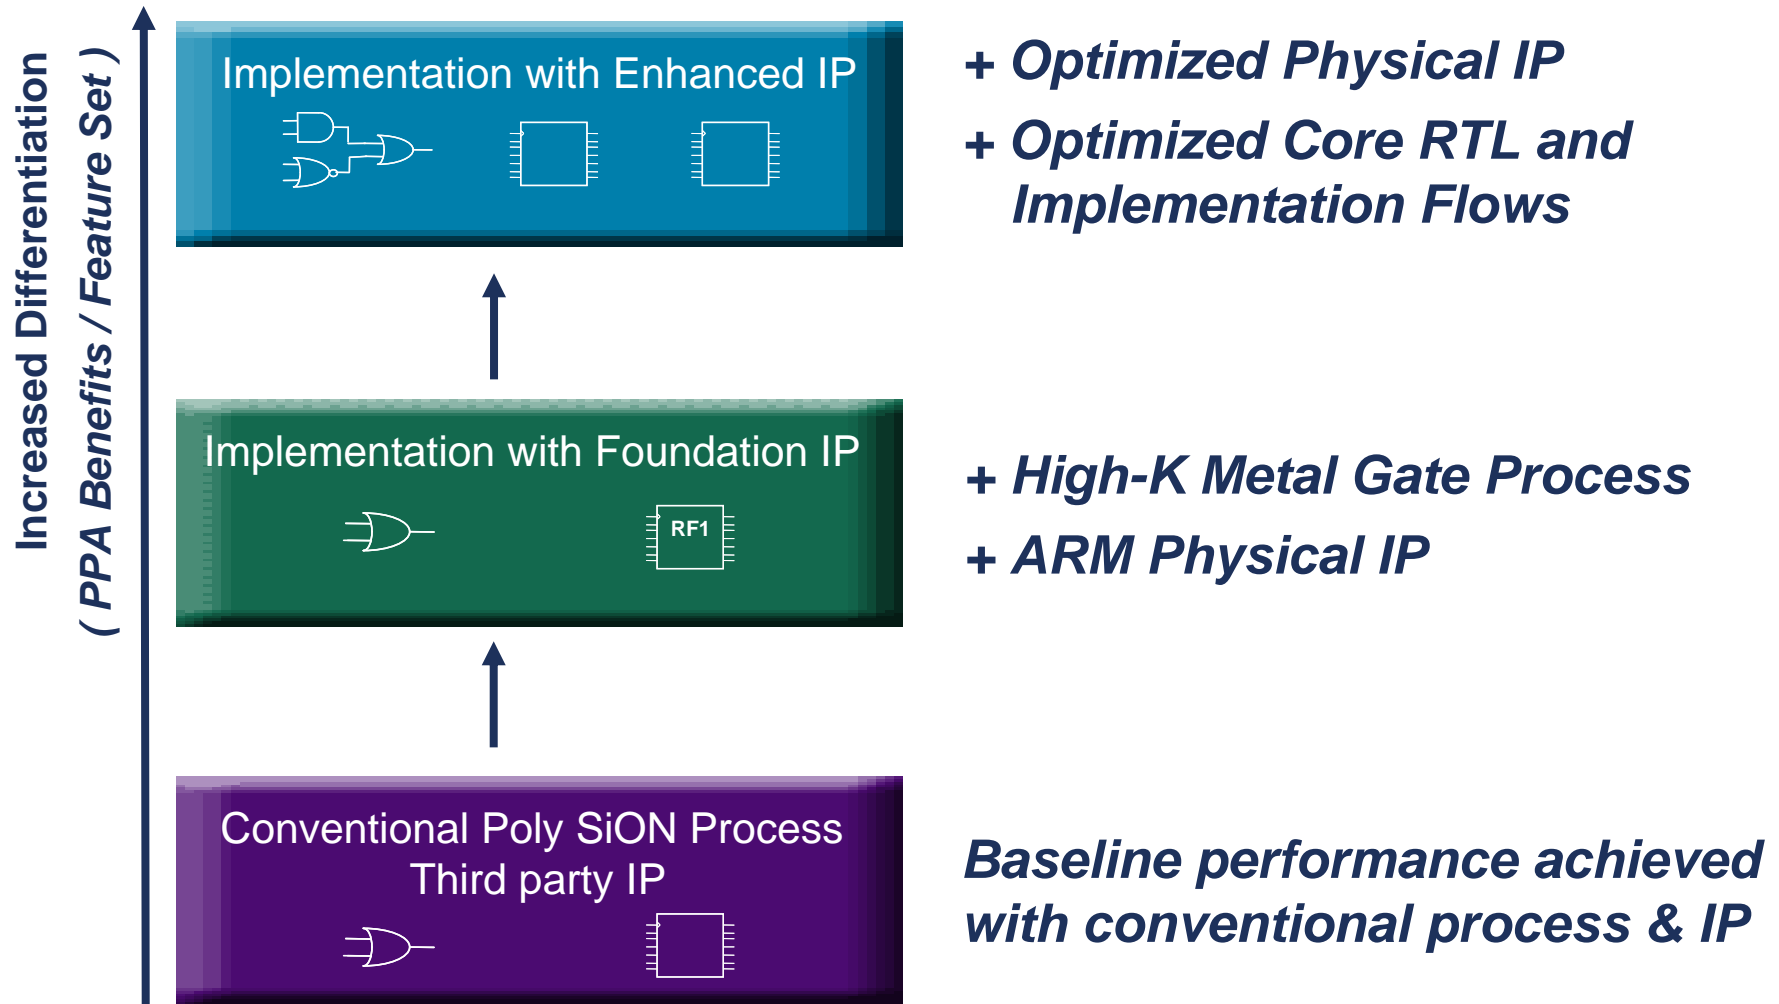 Increased Differentiation
( PPA Benefits / Feature Set )
Implementation with Enhanced IP
+ Optimized Physical IP
+ Optimized Core RTL and
Implementation Flows
Implementation with Foundation IP
RF1
+ High-K Metal Gate Process
+ ARM Physical IP
Conventional Poly SiON Process
Third party IP
Baseline performance achieved
with conventional process & IP